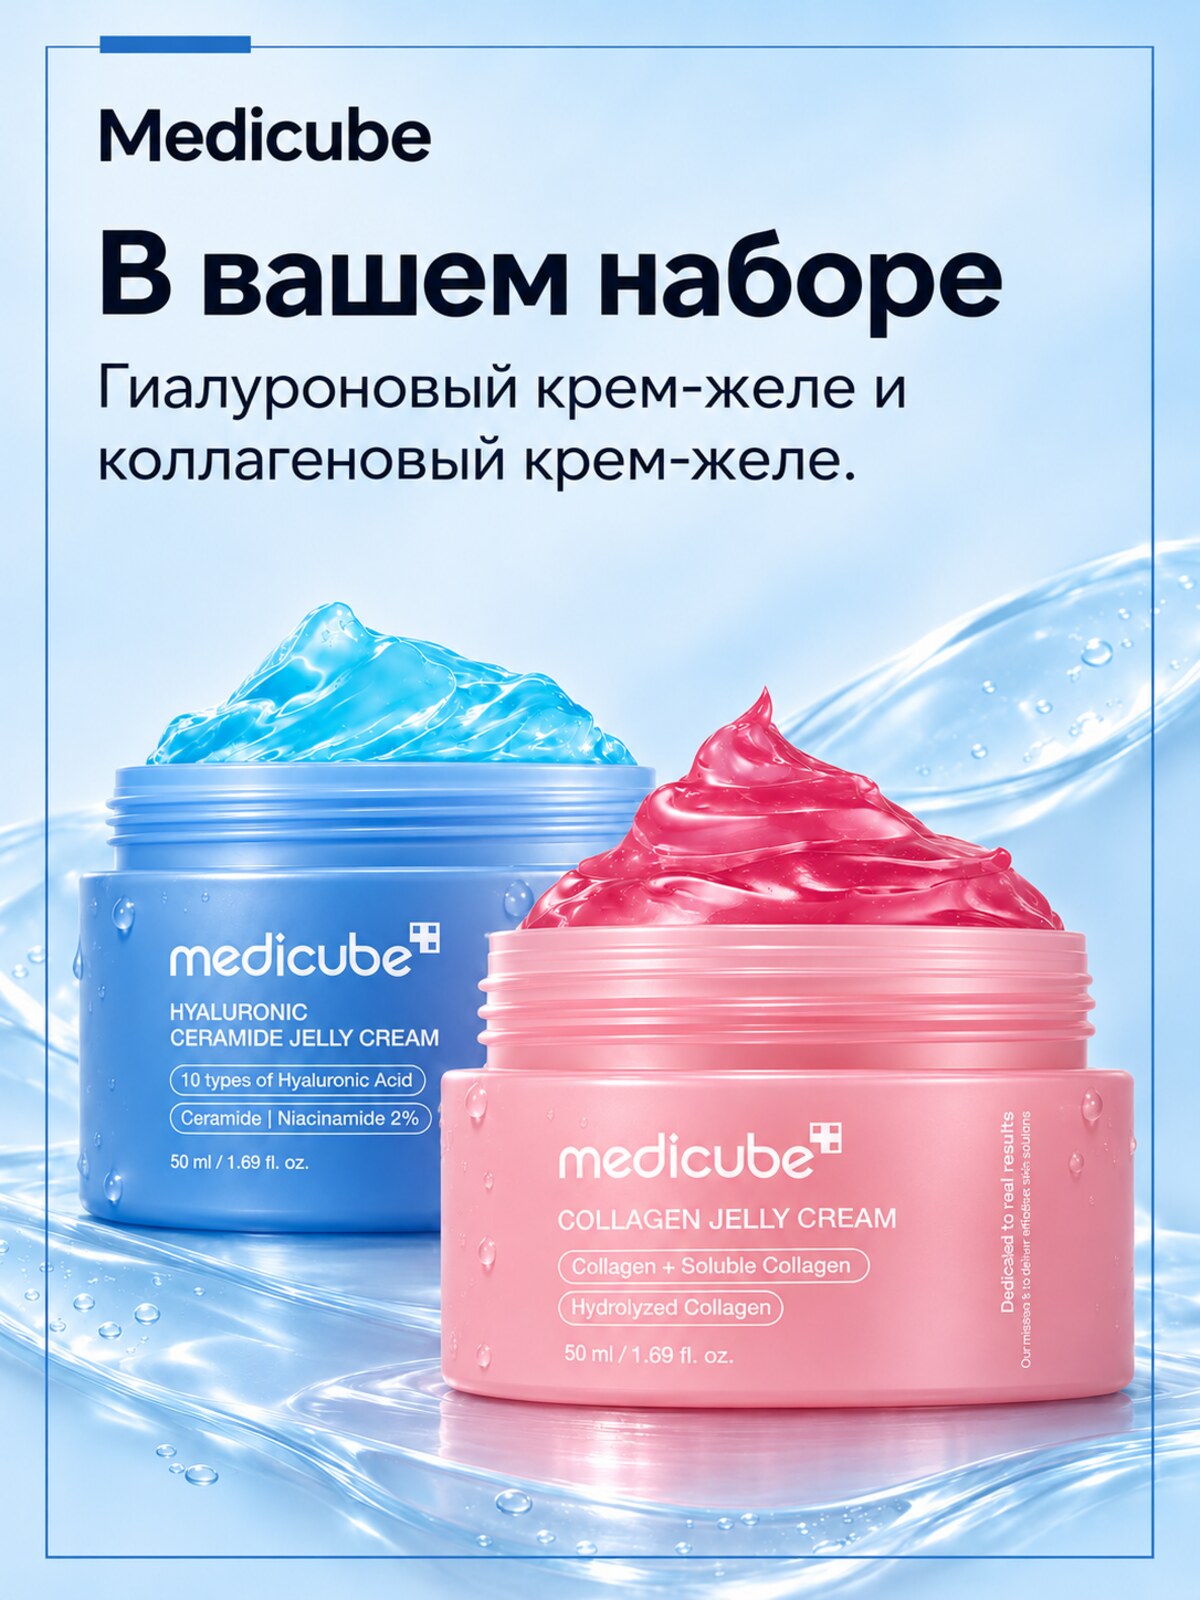 Medicube
В вашем наборе
Гиалуроновый крем-желе и
коллагеновый крем-желе.
medicube
HYALURONIC
CERAMIDE JELLY CREAM
10 types of Hyaluronic Acid
Ceramide | Niacinamide 2%
50 ml / 1.69 fl. oz.
medicube
COLLAGEN JELLY CREAM
Collagen + Soluble Collagen
Hydrolyzed Collagen
50 ml / 1.69 fl. oz.
Dedicated to real results